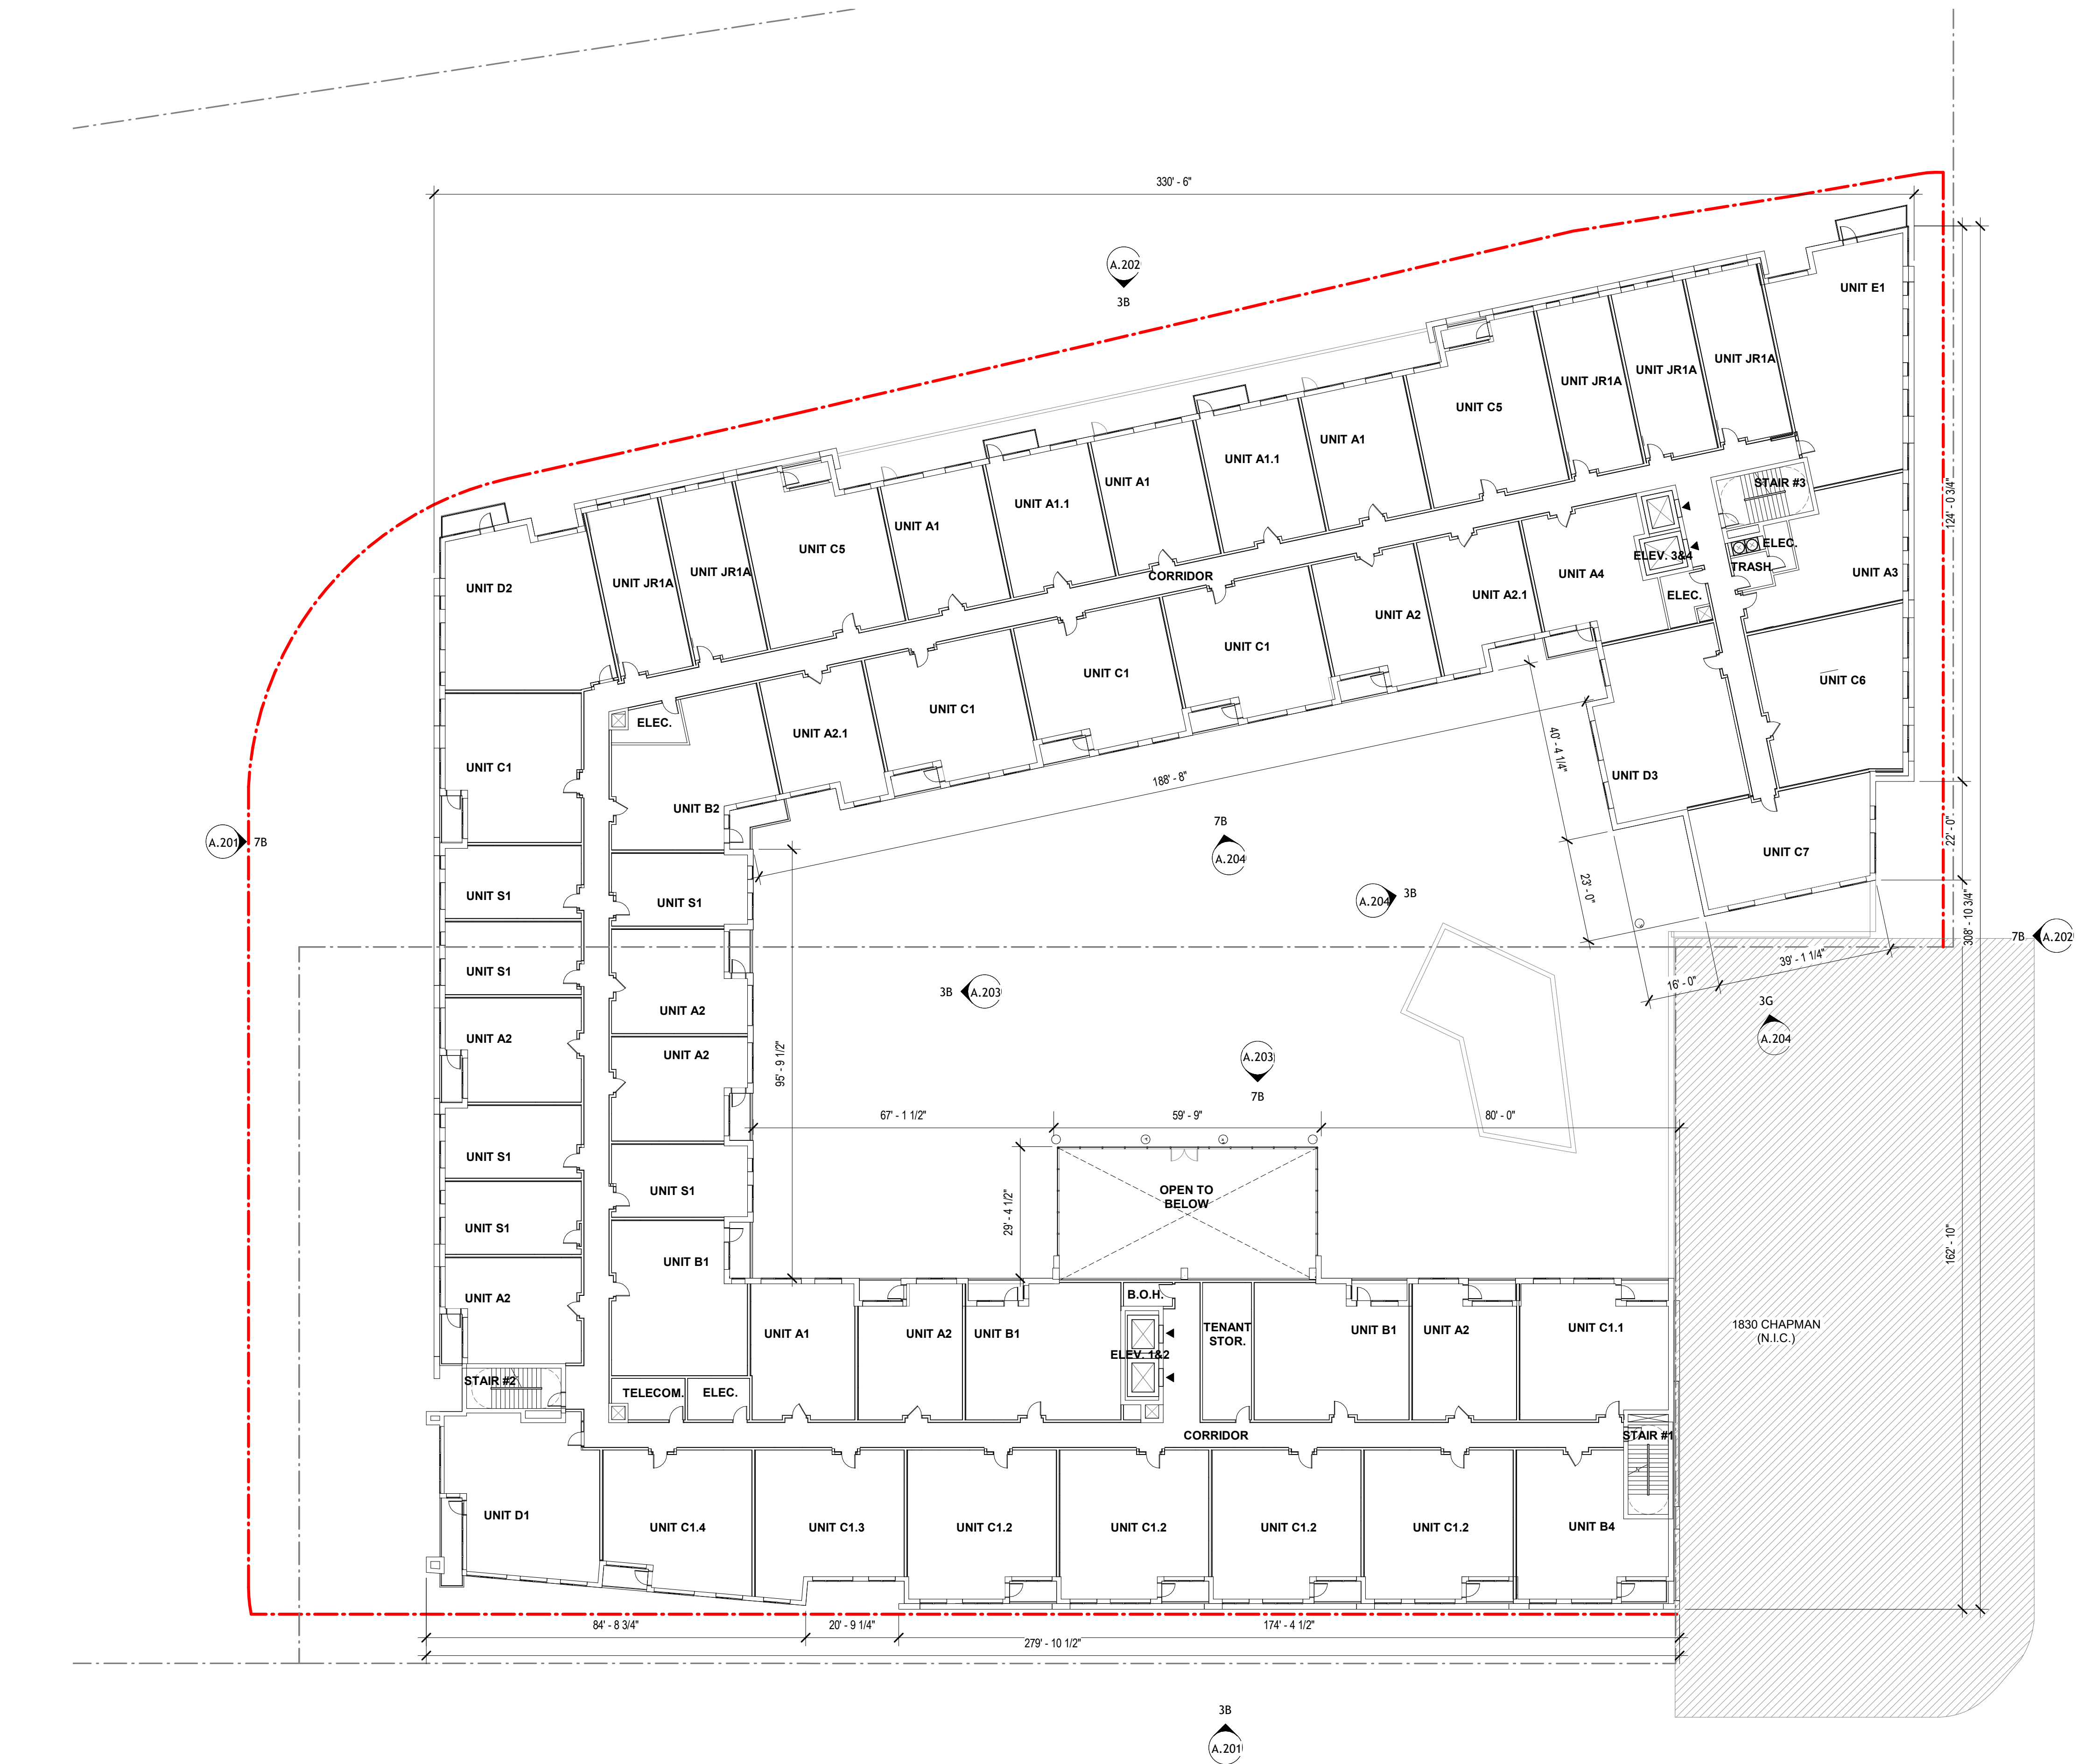 330' - 6"
A.202
3B
UNIT E1
UNIT JR1A
UNIT JR1A
UNIT JR1A
UNIT C5
UNIT A1
UNIT A1.1
UNIT A1
UNIT A1.1
UNIT A1
UNIT C5
UNIT JR1A
UNIT JR1A
UNIT D2
STAIR #3
124' - 0 3/4"
ELEC.
ELEV. 3&4
TRASH
UNIT A3
CORRIDOR
UNIT A4
ELEC.
UNIT A2.1
UNIT A2
UNIT C1
UNIT C1
UNIT C1
UNIT A2.1
ELEC.
UNIT C6
UNIT C1
UNIT B2
40' - 4 1/4"
188' - 8"
UNIT D3
A.201
7B
7B
A.204
22' - 0"
UNIT C7
23' - 0"
A.204
3B
UNIT S1
UNIT S1
308' - 10 3/4"
7B
A.202
39' - 1 1/4"
16' - 0"
UNIT S1
3B
A.203
3G
A.204
UNIT A2
UNIT A2
UNIT A2
95' - 9 1/2"
A.203
7B
67' - 1 1/2"
59' - 9"
80' - 0"
UNIT S1
UNIT S1
OPEN TO
BELOW
29' - 4 1/2"
UNIT S1
162' - 10"
UNIT B1
UNIT A2
B.O.H.
UNIT A1
UNIT A2
UNIT B1
TENANT
STOR.
UNIT B1
UNIT A2
UNIT C1.1
1830 CHAPMAN
(N.I.C.)
ELEV. 1&2
STAIR #2
TELECOM.
ELEC.
CORRIDOR
STAIR #1
UNIT D1
UNIT C1.4
UNIT C1.3
UNIT C1.2
UNIT C1.2
UNIT C1.2
UNIT C1.2
UNIT B4
84' - 8 3/4"
20' - 9 1/4"
174' - 4 1/2"
279' - 10 1/2"
3B
A.201